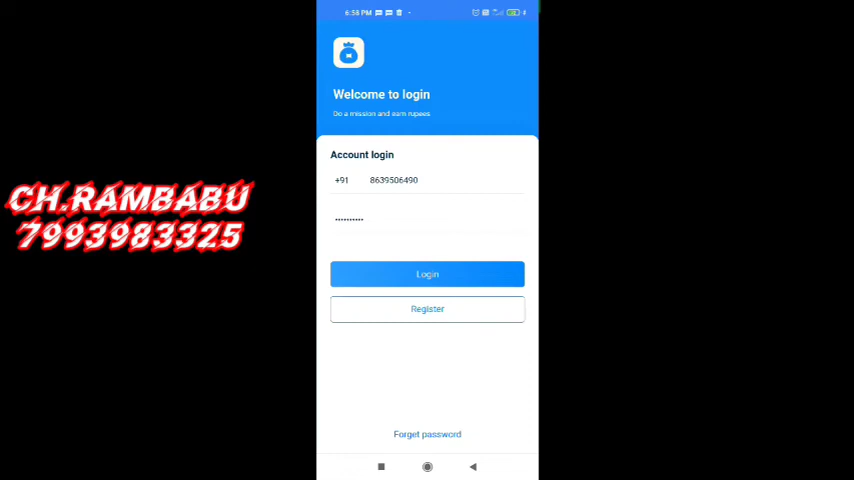 6:58 PM
Welcome to login
Do a mission and earn rupees
Account login
+91 8639506490
••••••••••
Login
Register
Forget password
CH.RAMBABU
7993983325